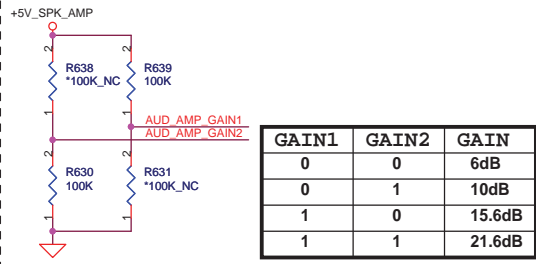 +5V_SPK_AMP
2
2
R638
*100K_NC
R639
100K
1
1
AUD_AMP_GAIN1
AUD_AMP_GAIN2
2
2
R630
100K
R631
*100K_NC
1
1
GAIN1 GAIN2 GAIN
0 0 6dB
0 1 10dB
1 0 15.6dB
1 1 21.6dB